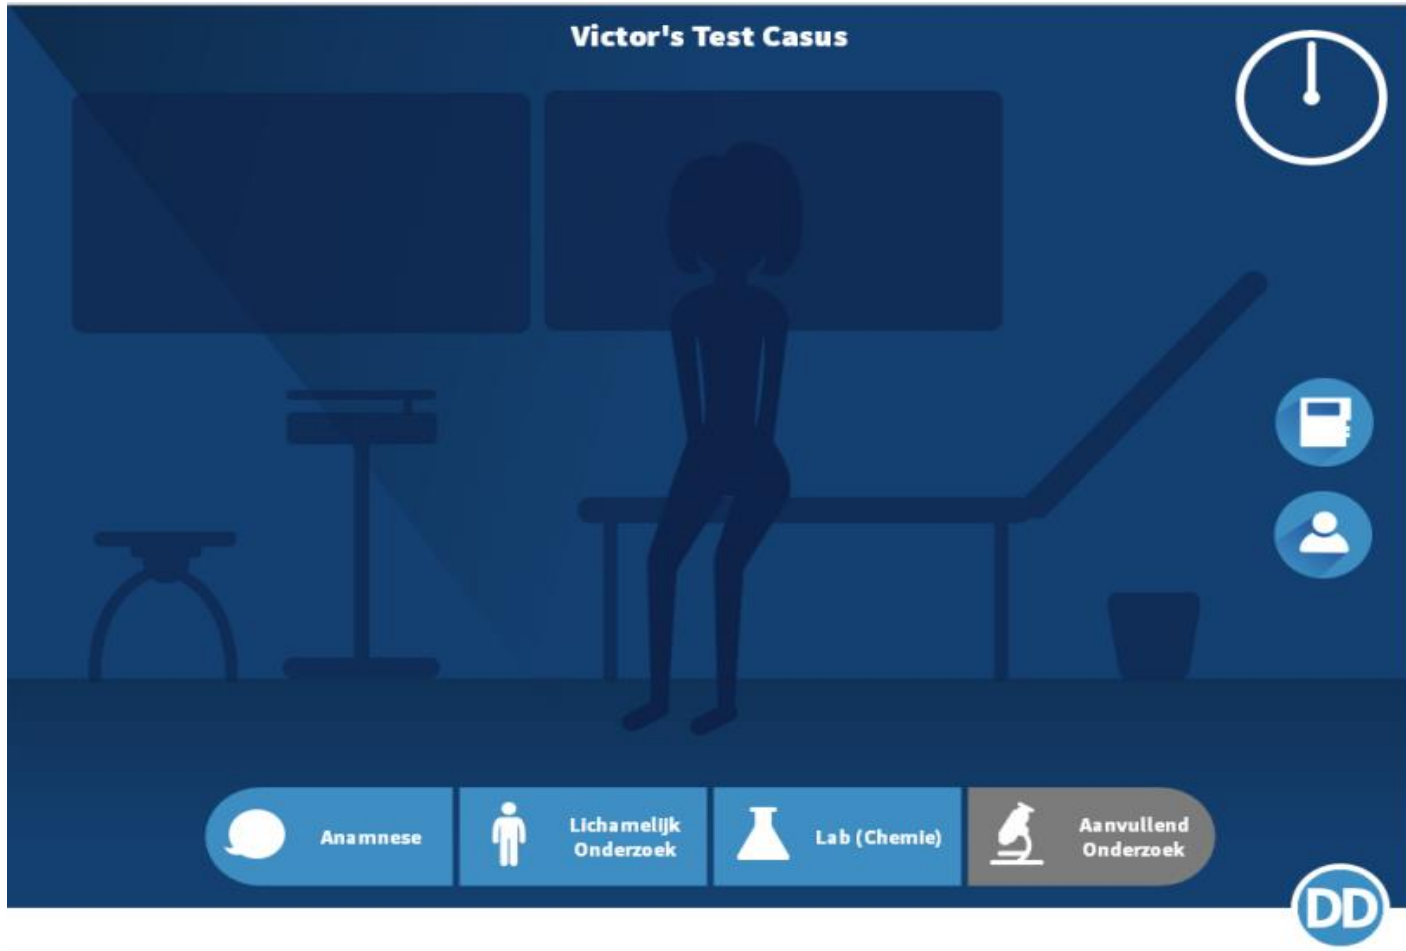 Victor's Test Casus
Anamnese
Lichamelijk
Onderzoek
Lab (Chemie)
Aanvullend
Onderzoek
DD